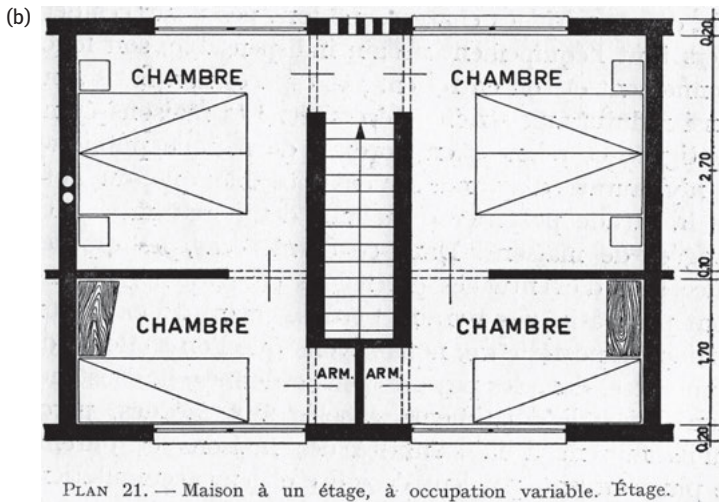 (b)
CHAMBRE CHAMBRE
0,20
2,70
0,10
CHAMBRE CHAMBRE
1,70
ARM. ARM.
0,20
PLAN 21. — Maison à un étage, à occupation variable. Étage.